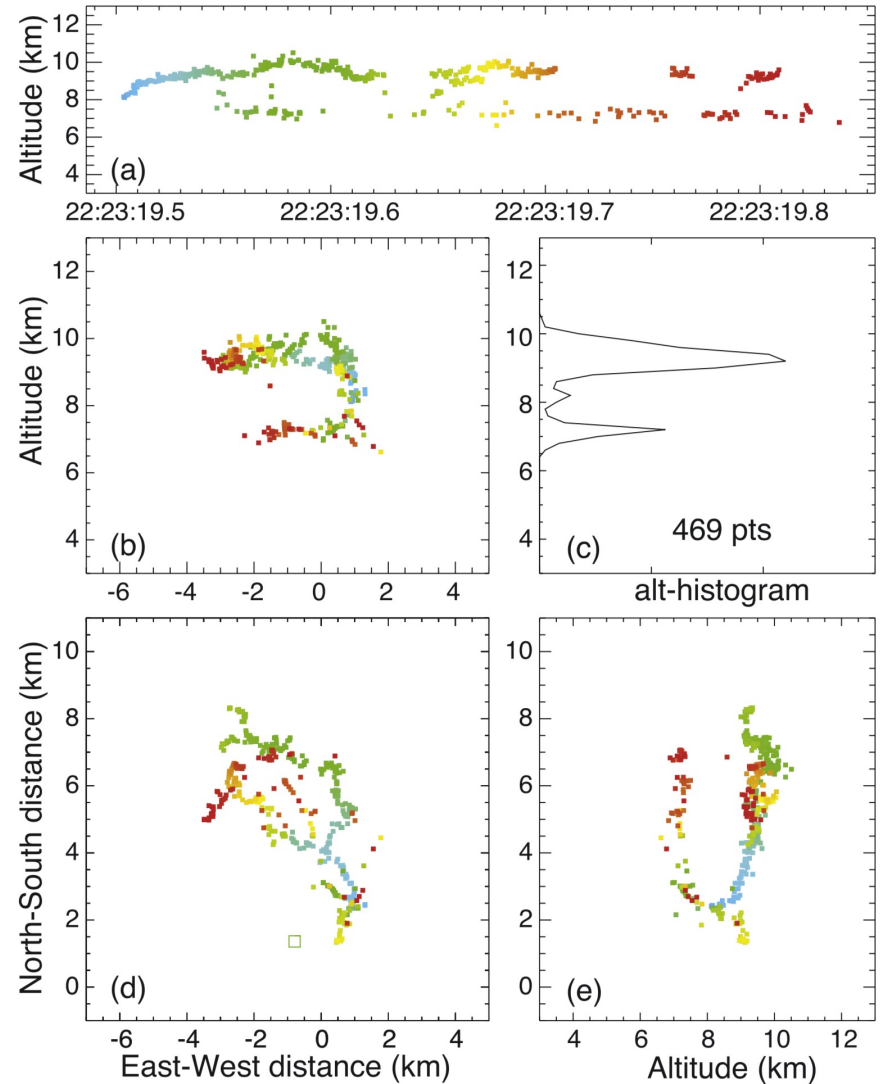 Altitude (km)
12
10
8
6
4
(a)
22:23:19.5 22:23:19.6 22:23:19.7 22:23:19.8
Altitude (km)
12
10
8
6
4
(b)
-6 -4 -2 0 2 4
12
10
8
6
4
469 pts
(c)
alt-histogram
North-South distance (km)
10
8
6
4
2
0
(d)
-6 -4 -2 0 2 4
East-West distance (km)
10
8
6
4
2
0
(e)
4 6 8 10 12
Altitude (km)